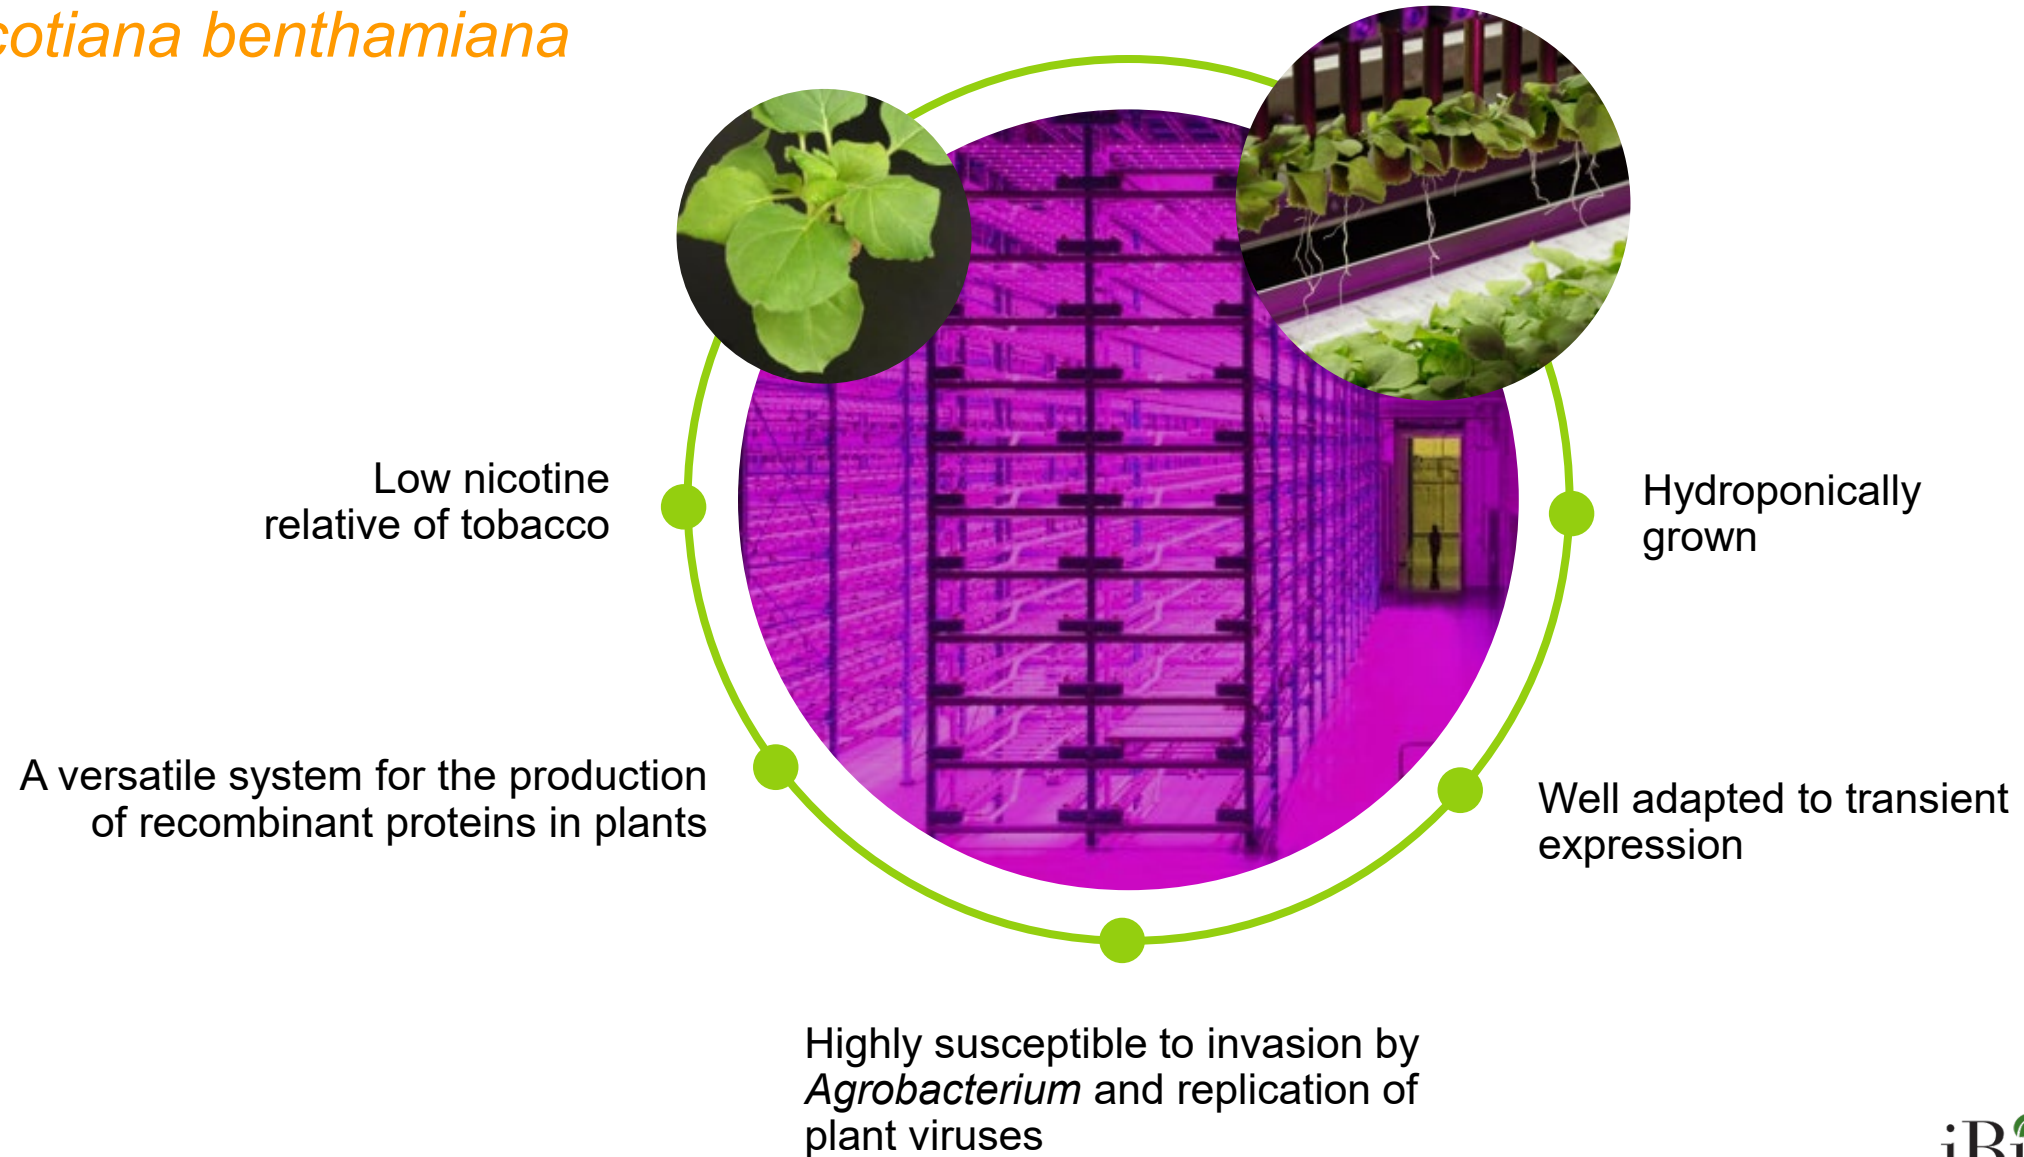 cotiana benthamiana
Low nicotine
relative of tobacco
Hydroponically
grown
A versatile system for the production
of recombinant proteins in plants
Well adapted to transient
expression
Highly susceptible to invasion by
Agrobacterium and replication of
plant viruses
iBi